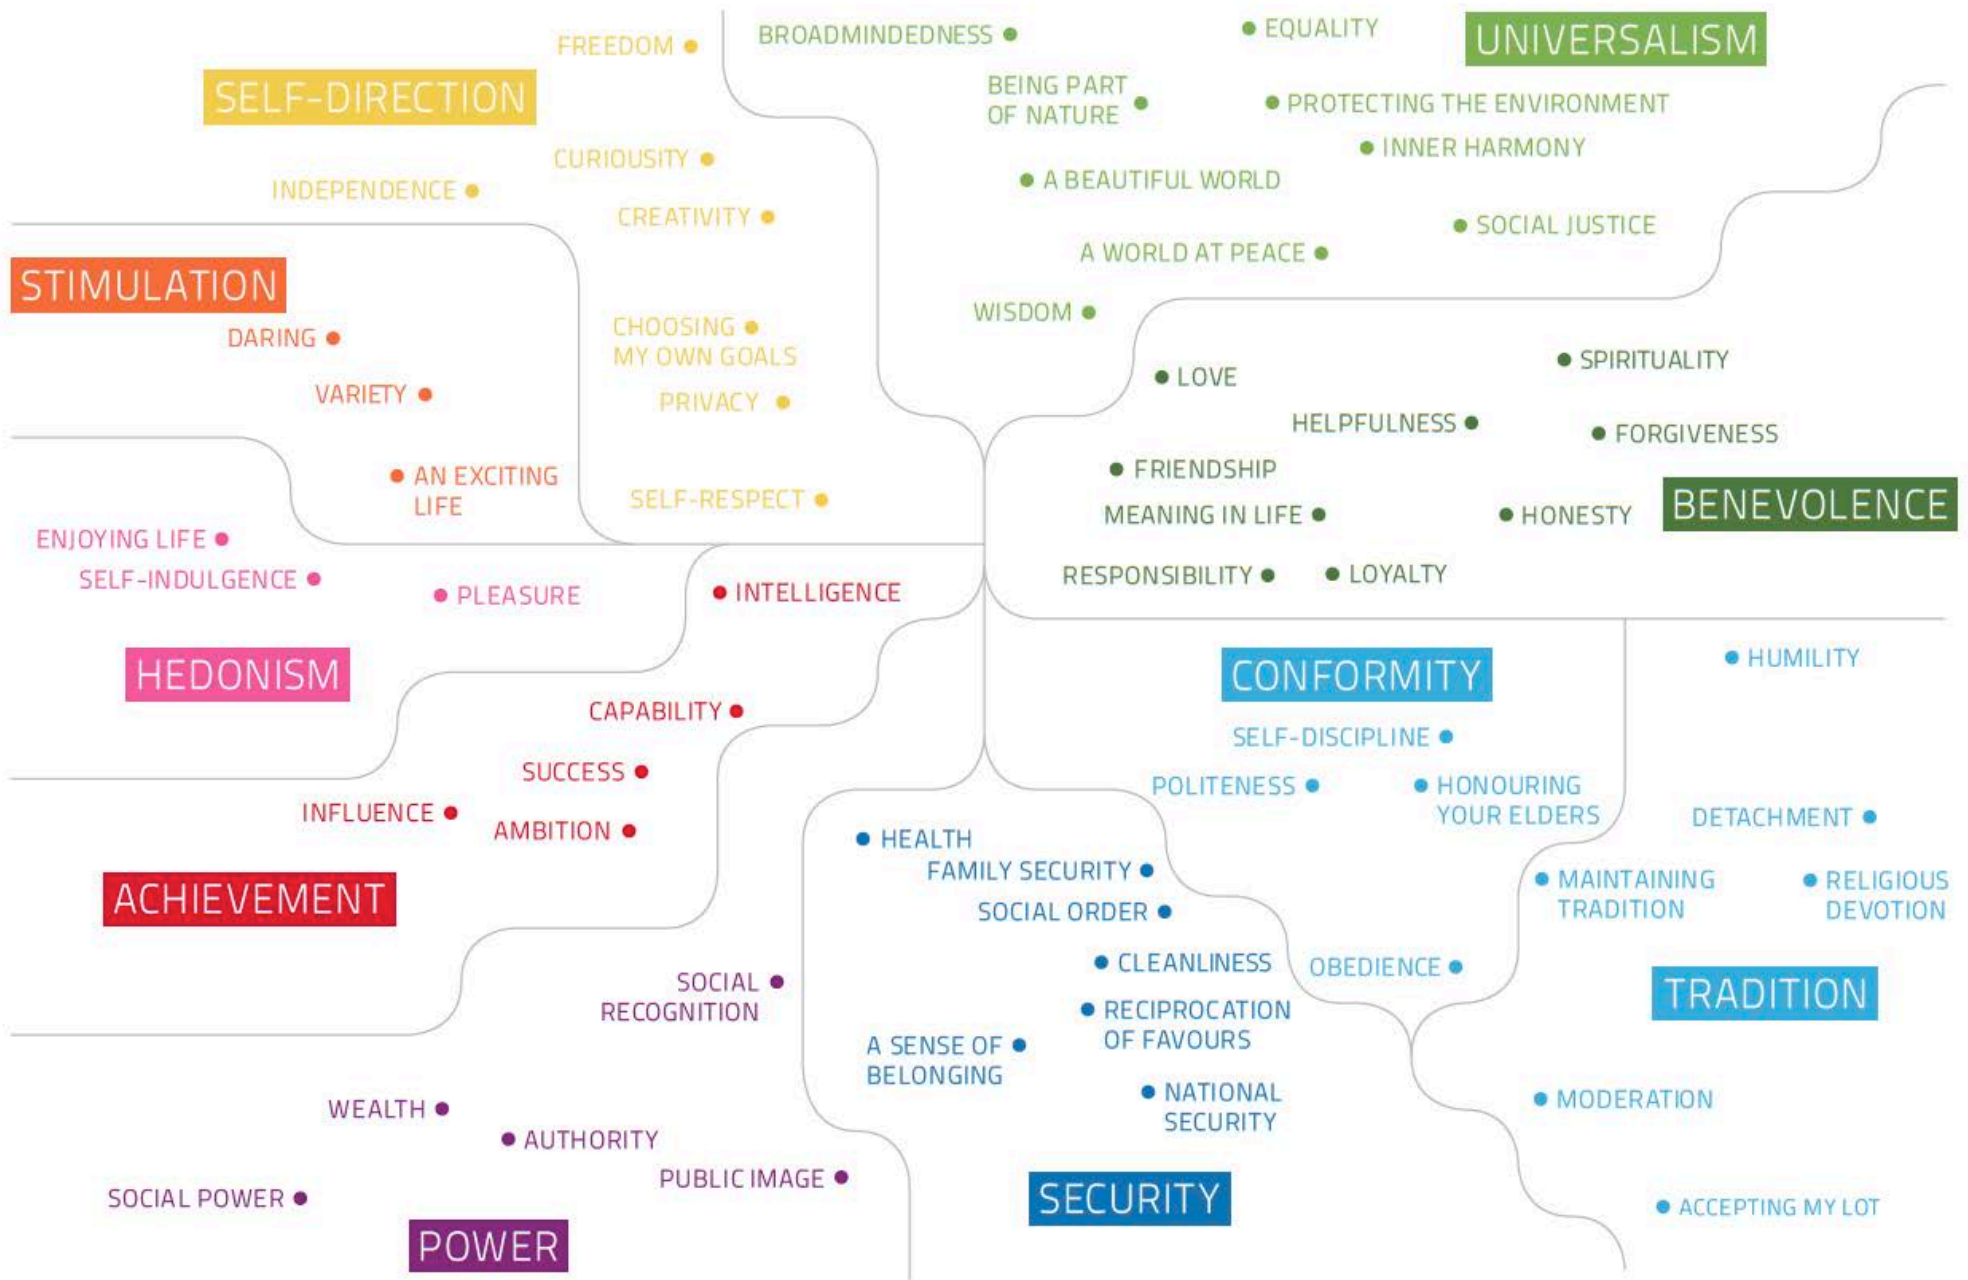 SELF-DIRECTION
FREEDOM
CURIOUSITY
INDEPENDENCE
CREATIVITY
CHOOSING
MY OWN GOALS
PRIVACY
SELF-RESPECT
UNIVERSALISM
BROADMINDEDNESS
EQUALITY
BEING PART
OF NATURE
PROTECTING THE ENVIRONMENT
INNER HARMONY
A BEAUTIFUL WORLD
SOCIAL JUSTICE
A WORLD AT PEACE
WISDOM
STIMULATION
DARING
VARIETY
AN EXCITING
LIFE
BENEVOLENCE
LOVE
SPIRITUALITY
HELPFULNESS
FORGIVENESS
FRIENDSHIP
MEANING IN LIFE
HONESTY
RESPONSIBILITY
LOYALTY
ENJOYING LIFE
SELF-INDULGENCE
PLEASURE
HEDONISM
INTELLIGENCE
CAPABILITY
SUCCESS
INFLUENCE
AMBITION
ACHIEVEMENT
CONFORMITY
SELF-DISCIPLINE
POLITENESS
HONOURING
YOUR ELDERS
OBEDIENCE
HUMILITY
DETACHMENT
MAINTAINING
TRADITION
RELIGIOUS
DEVOTION
TRADITION
MODERATION
ACCEPTING MY LOT
HEALTH
FAMILY SECURITY
SOCIAL ORDER
CLEANLINESS
RECIPROCATION
OF FAVOURS
A SENSE OF
BELONGING
NATIONAL
SECURITY
SECURITY
SOCIAL
RECOGNITION
WEALTH
AUTHORITY
PUBLIC IMAGE
SOCIAL POWER
POWER